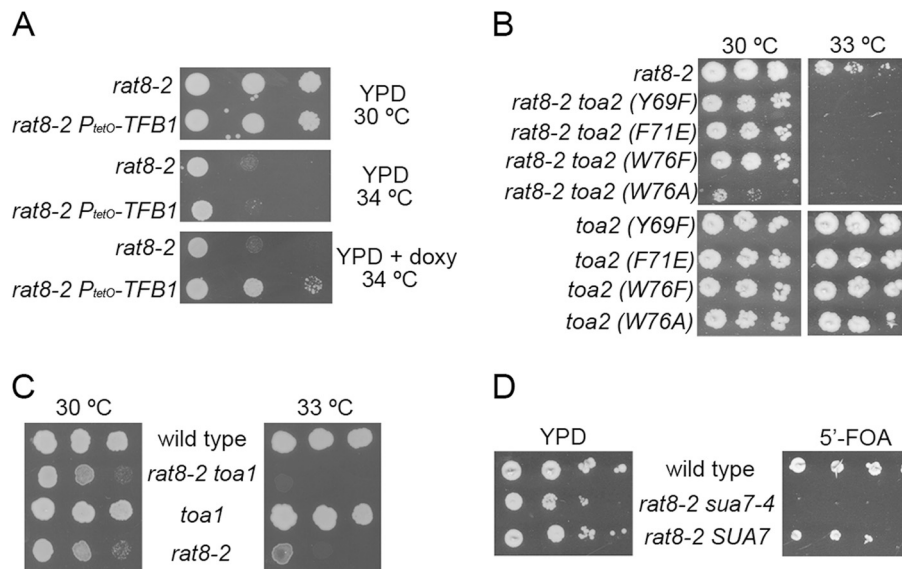 A
rat8-2
rat8-2 PtetO-TFB1
YPD
30 ºC
rat8-2
rat8-2 PtetO-TFB1
YPD
34 ºC
rat8-2
rat8-2 PtetO-TFB1
YPD + doxy
34 ºC
B
30 ºC 33 ºC
rat8-2
rat8-2 toa2 (Y69F)
rat8-2 toa2 (F71E)
rat8-2 toa2 (W76F)
rat8-2 toa2 (W76A)
toa2 (Y69F)
toa2 (F71E)
toa2 (W76F)
toa2 (W76A)
C
30 ºC 33 ºC
wild type
rat8-2 toa1
toa1
rat8-2
D
YPD 5'-FOA
wild type
rat8-2 sua7-4
rat8-2 SUA7